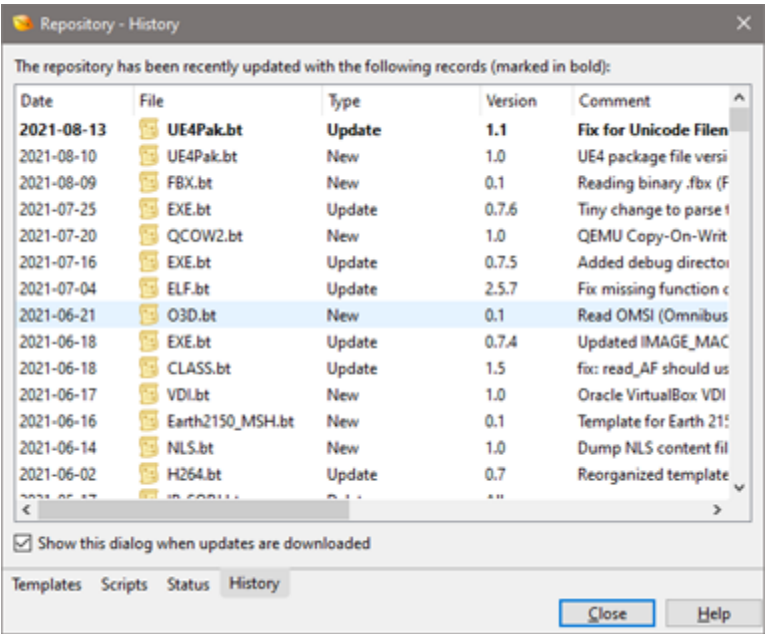 Repository - History
The repository has been recently updated with the following records (marked in bold):
Date File Type Version Comment
2021-08-13 UE4Pak.bt Update 1.1 Fix for Unicode Filen
2021-08-10 UE4Pak.bt New 1.0 UE4 package file versi
2021-08-09 FBX.bt New 0.1 Reading binary .fbx (F
2021-07-25 EXE.bt Update 0.7.6 Tiny change to parse t
2021-07-20 QCOW2.bt New 1.0 QEMU Copy-On-Writ
2021-07-16 EXE.bt Update 0.7.5 Added debug director
2021-07-04 ELF.bt Update 2.5.7 Fix missing function c
2021-06-21 O3D.bt New 0.1 Read OMSI (Omnibus
2021-06-18 EXE.bt Update 0.7.4 Updated IMAGE_MAC
2021-06-18 CLASS.bt Update 1.5 fix: read_AF should us
2021-06-17 VDI.bt New 1.0 Oracle VirtualBox VDI
2021-06-16 Earth2150_MSH.bt New 0.1 Template for Earth 215
2021-06-14 NLS.bt New 1.0 Dump NLS content fil
2021-06-02 H264.bt Update 0.7 Reorganized template
Show this dialog when updates are downloaded
Templates Scripts Status History
Close Help